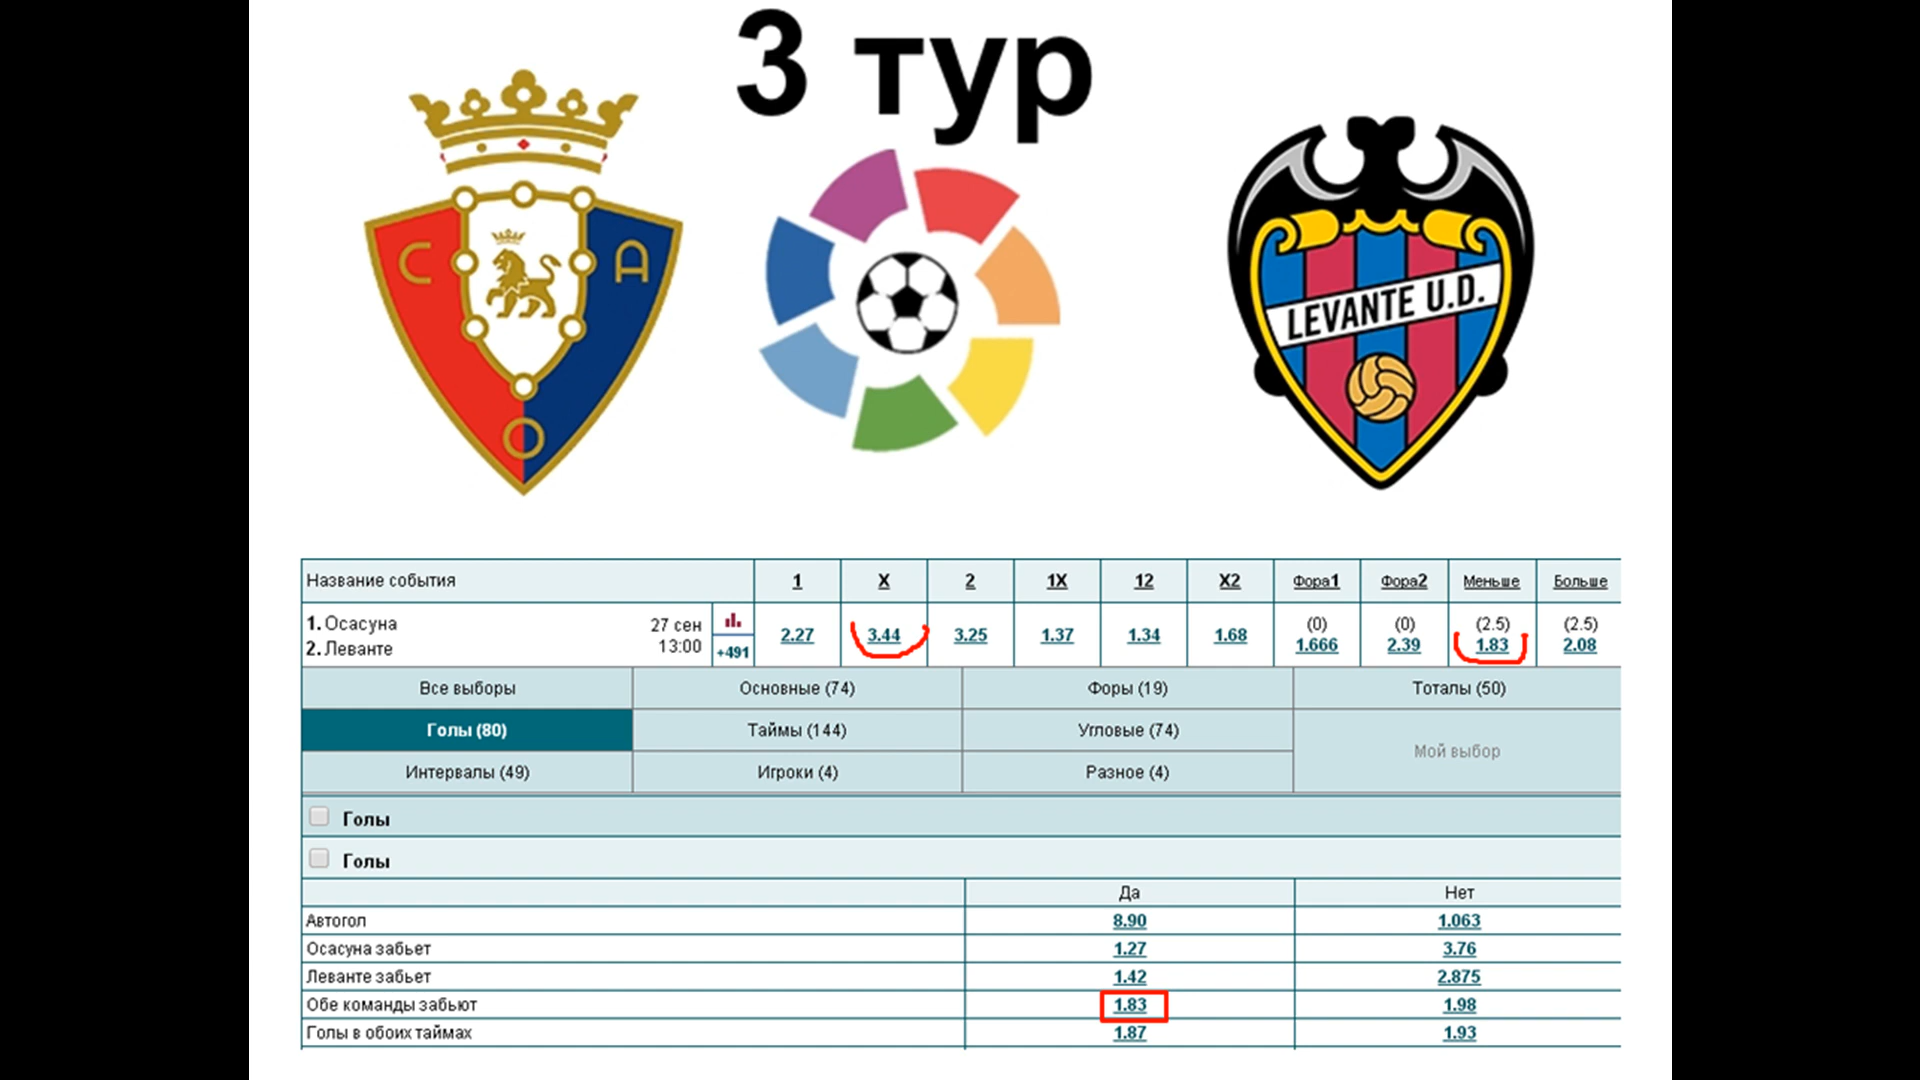 3 тур
C A
O
LEVANTE U.D.
Название события 1 X 2 1X 12 X2 Фора1 Фора2 Меньше Больше
1. Осасуна 27 сен (0) (0) (2.5) (2.5)
2.27 3.44 3.25 1.37 1.34 1.68
2. Леванте 13:00 +491 1.666 2.39 1.83 2.08
Все выборы Основные (74) Форы (19) Тоталы (50)
Голы (80) Таймы (144) Угловые (74)
Мой выбор
Интервалы (49) Игроки (4) Разное (4)
Голы
Голы
Да Нет
Автогол 8.90 1.063
Осасуна забьет 1.27 3.76
Леванте забьет 1.42 2.875
Обе команды забьют 1.83 1.98
Голы в обоих таймах 1.87 1.93